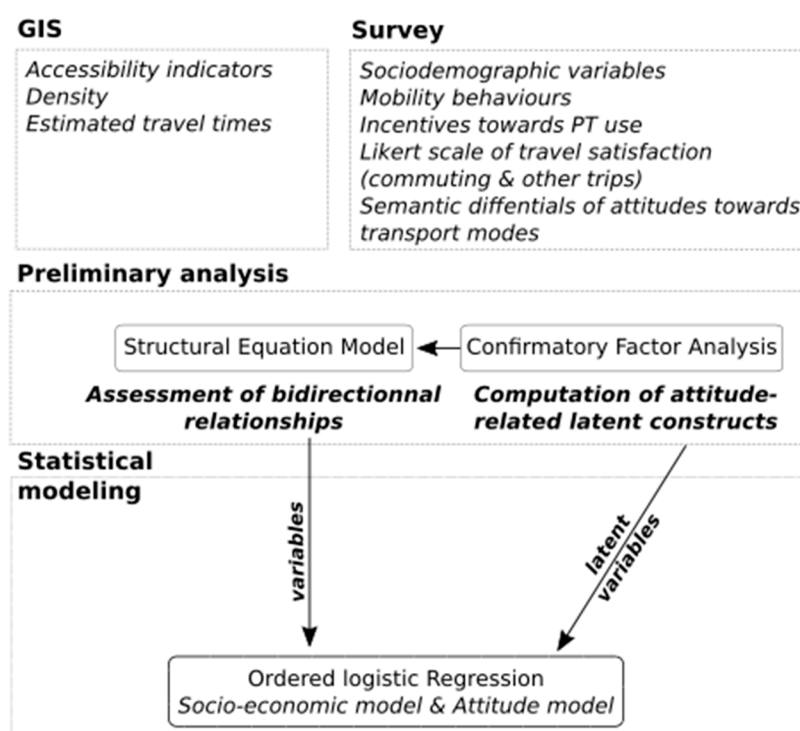 GIS
Accessibility indicators
Density
Estimated travel times
Survey
Sociodemographic variables
Mobility behaviours
Incentives towards PT use
Likert scale of travel satisfaction
(commuting & other trips)
Semantic diffentials of attitudes towards
transport modes
Preliminary analysis
Structural Equation Model
Confirmatory Factor Analysis
Assessment of bidirectionnal
relationships
Computation of attitude-
related latent constructs
Statistical
modeling
variables
latent
variables
Ordered logistic Regression
Socio-economic model & Attitude model